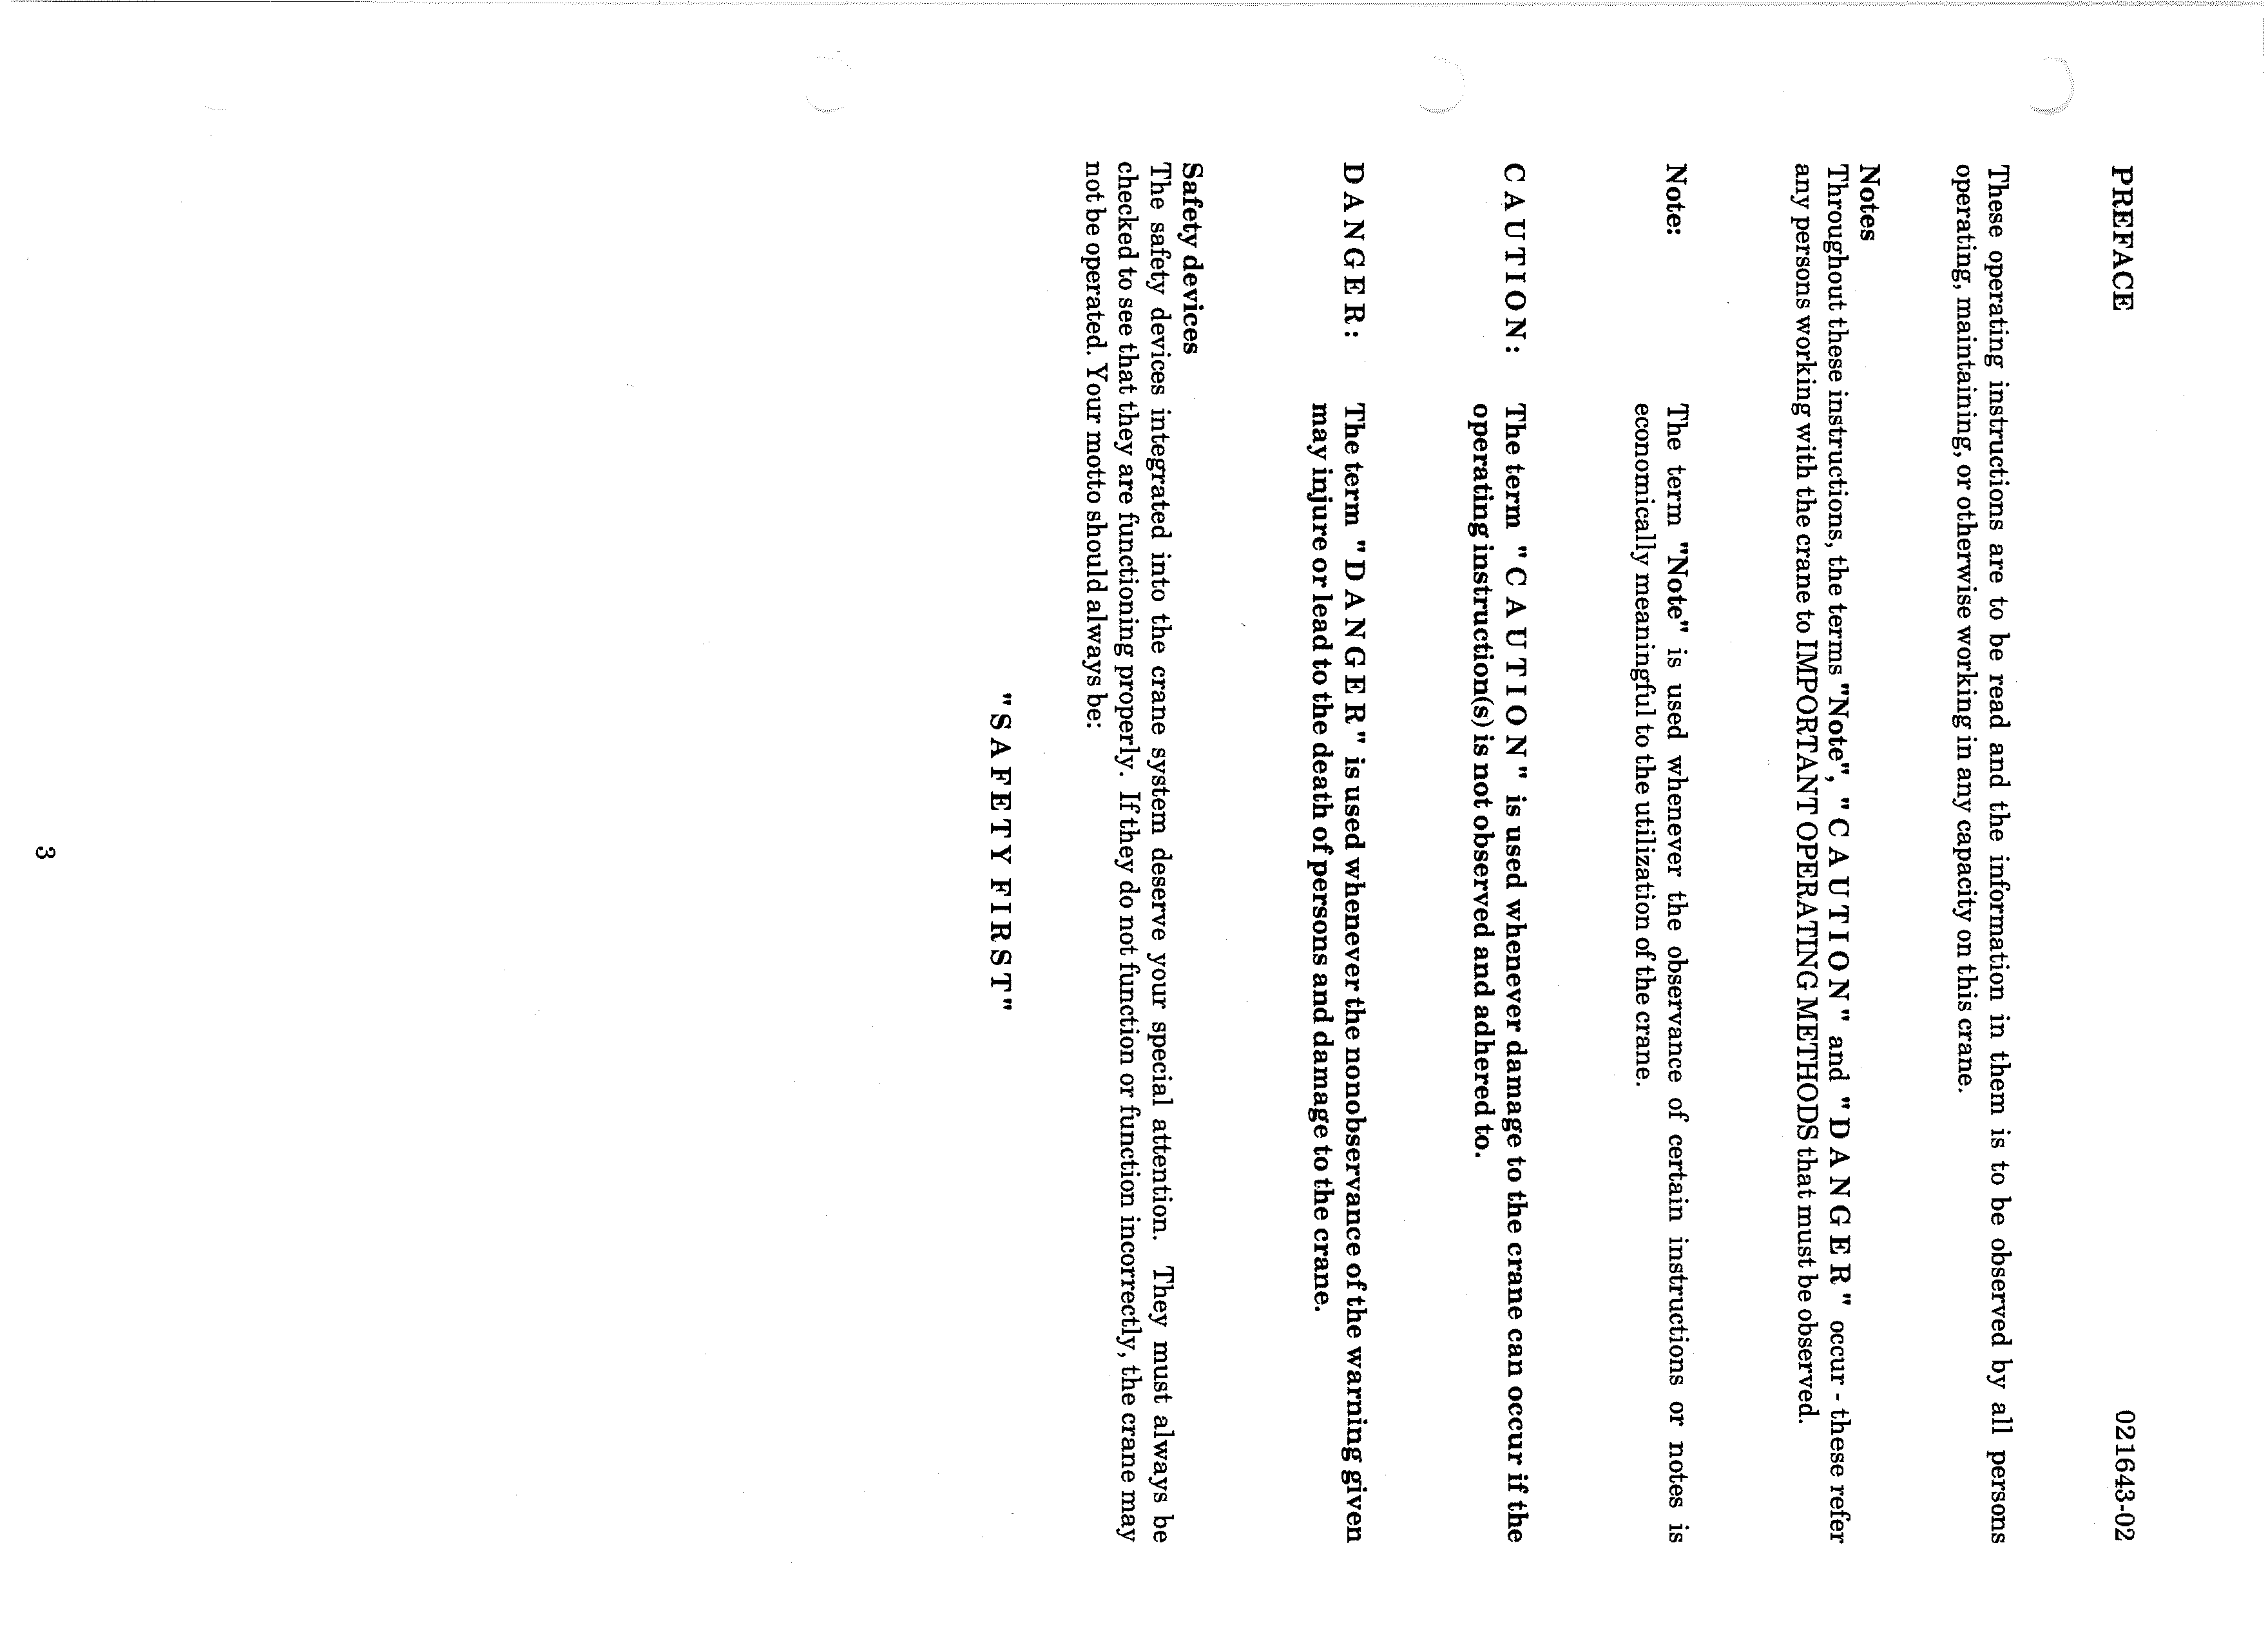 PREFACE 021643-02
These operating instructions are to be read and the information in them is to be observed by all persons
operating, maintaining, or otherwise working in any capacity on this crane.
Notes
Throughout these instructions, the terms "Note", "C A U T I O N" and "D A N G E R" occur - these refer
any persons working with the crane to IMPORTANT OPERATING METHODS that must be observed.
Note: The term "Note" is used whenever the observance of certain instructions or notes is
economically meaningful to the utilization of the crane.
C A U T I O N: The term "C A U T I O N" is used whenever damage to the crane can occur if the
operating instruction(s) is not observed and adhered to.
D A N G E R: The term "D A N G E R" is used whenever the nonobservance of the warning given
may injure or lead to the death of persons and damage to the crane.
Safety devices
The safety devices integrated into the crane system deserve your special attention. They must always be
checked to see that they are functioning properly. If they do not function or function incorrectly, the crane may
not be operated. Your motto should always be:
"S A F E T Y F I R S T"
3